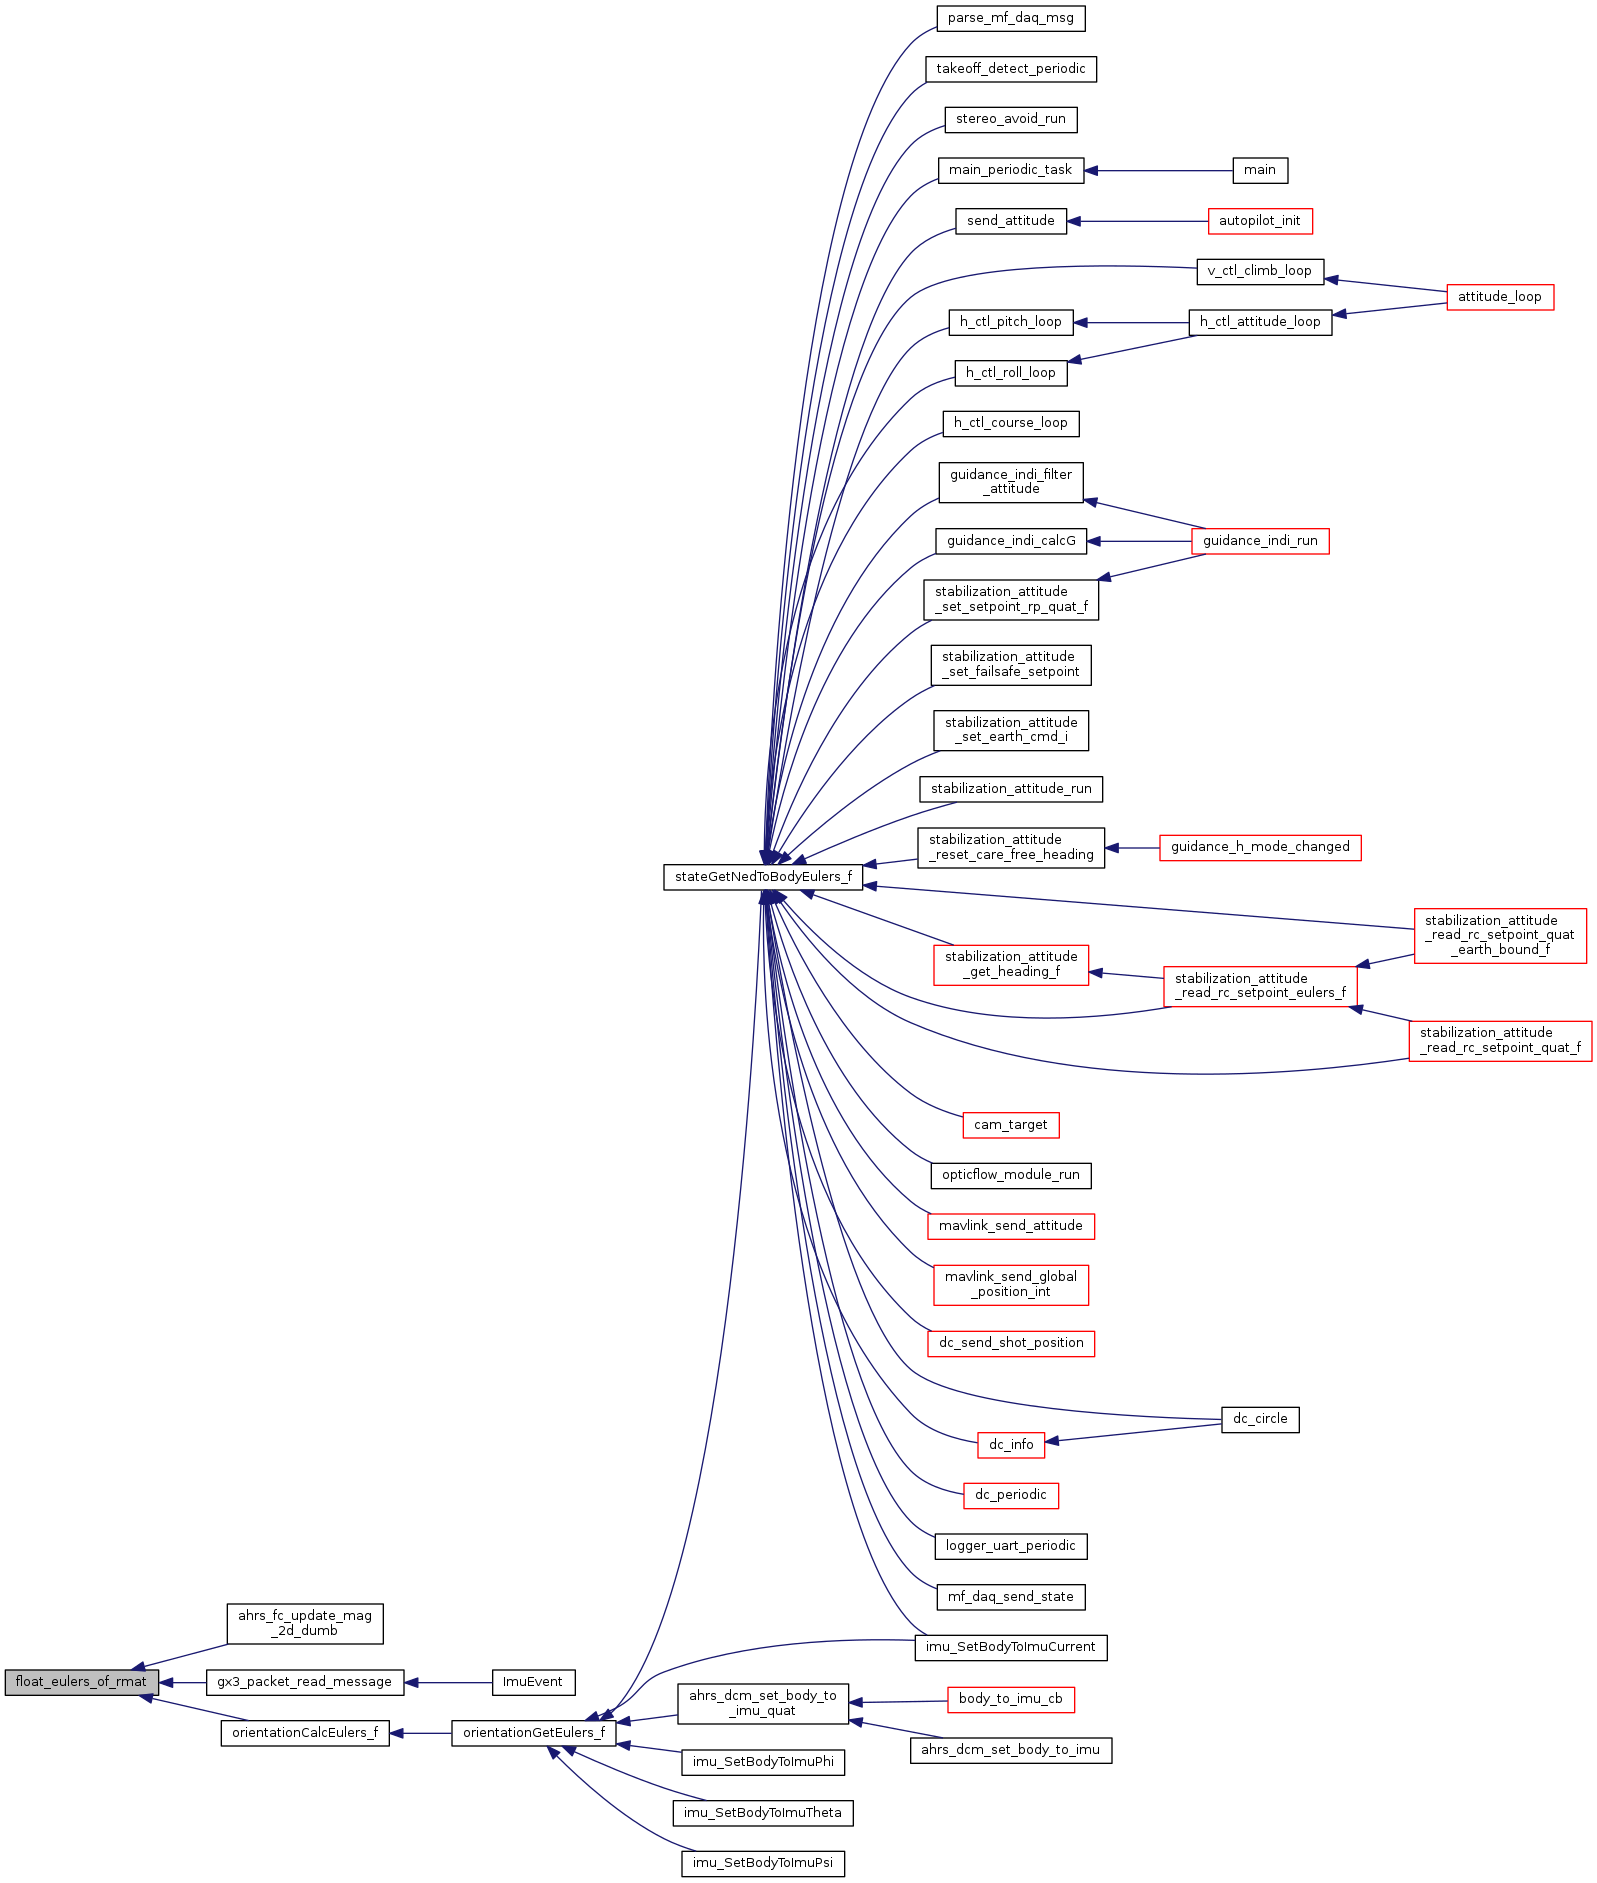 parse_mf_daq_msg
takeoff_detect_periodic
stereo_avoid_run
main_periodic_task
main
send_attitude
autopilot_init
v_ctl_climb_loop
attitude_loop
h_ctl_pitch_loop
h_ctl_attitude_loop
h_ctl_roll_loop
h_ctl_course_loop
guidance_indi_filter
_attitude
guidance_indi_calcG
guidance_indi_run
stabilization_attitude
_set_setpoint_rp_quat_f
stabilization_attitude
_set_failsafe_setpoint
stabilization_attitude
_set_earth_cmd_i
stabilization_attitude_run
stabilization_attitude
_reset_care_free_heading
guidance_h_mode_changed
stateGetNedToBodyEulers_f
stabilization_attitude
_read_rc_setpoint_quat
_earth_bound_f
stabilization_attitude
_get_heading_f
stabilization_attitude
_read_rc_setpoint_eulers_f
stabilization_attitude
_read_rc_setpoint_quat_f
cam_target
opticflow_module_run
mavlink_send_attitude
mavlink_send_global
_position_int
dc_send_shot_position
dc_circle
dc_info
dc_periodic
logger_uart_periodic
mf_daq_send_state
imu_SetBodyToImuCurrent
ahrs_fc_update_mag
_2d_dumb
float_eulers_of_rmat
gx3_packet_read_message
ImuEvent
orientationCalcEulers_f
orientationGetEulers_f
ahrs_dcm_set_body_to
_imu_quat
body_to_imu_cb
ahrs_dcm_set_body_to_imu
imu_SetBodyToImuPhi
imu_SetBodyToImuTheta
imu_SetBodyToImuPsi